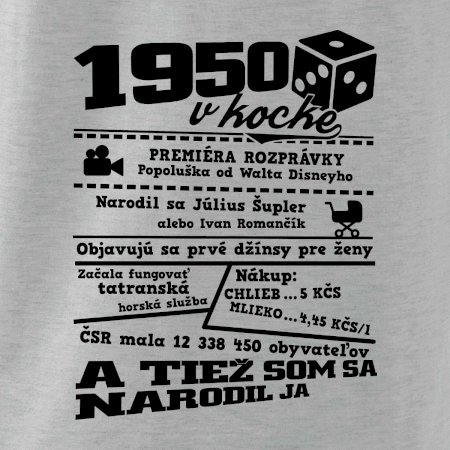 1950
v kocke
PREMIÉRA ROZPRÁVKY
Popoluška od Walta Disneyho
Narodil sa Július Šupler
alebo Ivan Romančík
Objavujú sa prvé džínsy pre ženy
Začala fungovať
tatranská
horská služba
Nákup:
CHLIEB...5 KČS
MLIEKO...4,45 KČS/l
ČSR mala 12 338 450 obyvateľov
A TIEŽ SOM SA
NARODIL JA